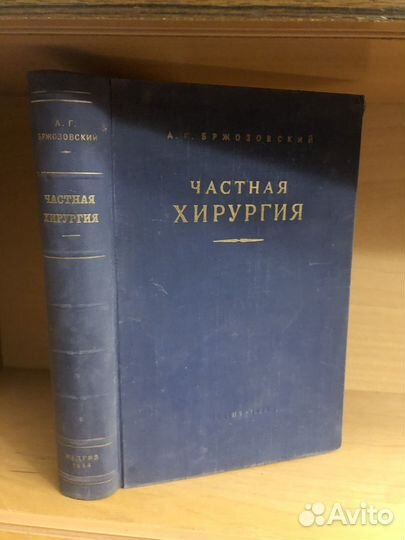 А. Г.
БРЖОЗОВСКИЙ
ЧАСТНАЯ
ХИРУРГИЯ
МЕДГИЗ
1954
А. Г. БРЖОЗОВСКИЙ
ЧАСТНАЯ
ХИРУРГИЯ
Avito